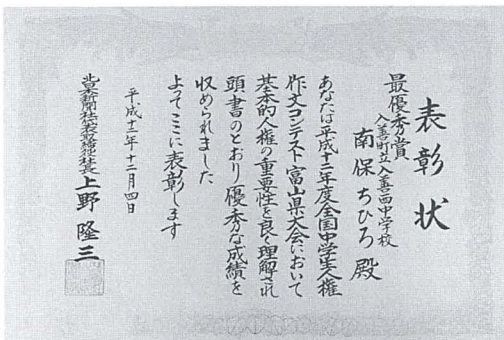 表彰状
最優秀賞
入善町立入善西中学校
南保ちひろ殿
あなたは平成十二年度全国中学生人権
作文コンテスト富山県大会において
基本的人権の重要性を良く理解され
頭書のとおり優秀な成績を
収められました
よってここに表彰します
平成十二年十二月四日
北日本新聞社代表取締役社長上野隆三